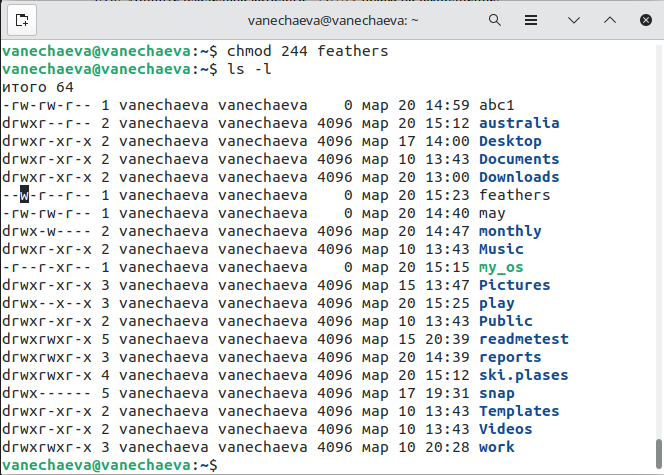 vanechaeva@vanechaeva: ~
vanechaeva@vanechaeva:~$ chmod 244 feathers
vanechaeva@vanechaeva:~$ ls -l
итого 64
-rw-rw-r-- 1 vanechaeva vanechaeva    0 мар 20 14:59 abc1
drwxr--r-- 2 vanechaeva vanechaeva 4096 мар 20 15:12 australia
drwxr-xr-x 2 vanechaeva vanechaeva 4096 мар 17 14:00 Desktop
drwxr-xr-x 2 vanechaeva vanechaeva 4096 мар 10 13:43 Documents
drwxr-xr-x 2 vanechaeva vanechaeva 4096 мар 20 13:00 Downloads
--w-r--r-- 1 vanechaeva vanechaeva    0 мар 20 15:23 feathers
-rw-rw-r-- 1 vanechaeva vanechaeva    0 мар 20 14:40 may
drwx-w---- 2 vanechaeva vanechaeva 4096 мар 20 14:47 monthly
drwxr-xr-x 2 vanechaeva vanechaeva 4096 мар 10 13:43 Music
-r--r-xr-- 1 vanechaeva vanechaeva    0 мар 20 15:15 my_os
drwxr-xr-x 3 vanechaeva vanechaeva 4096 мар 15 13:47 Pictures
drwx--x--x 3 vanechaeva vanechaeva 4096 мар 20 15:25 play
drwxr-xr-x 2 vanechaeva vanechaeva 4096 мар 10 13:43 Public
drwxrwxr-x 5 vanechaeva vanechaeva 4096 мар 15 20:39 readmetest
drwxrwxr-x 3 vanechaeva vanechaeva 4096 мар 20 14:39 reports
drwxrwxr-x 4 vanechaeva vanechaeva 4096 мар 20 15:12 ski.plases
drwx------ 5 vanechaeva vanechaeva 4096 мар 17 19:31 snap
drwxr-xr-x 2 vanechaeva vanechaeva 4096 мар 10 13:43 Templates
drwxr-xr-x 2 vanechaeva vanechaeva 4096 мар 10 13:43 Videos
drwxrwxr-x 3 vanechaeva vanechaeva 4096 мар 10 20:28 work
vanechaeva@vanechaeva:~$